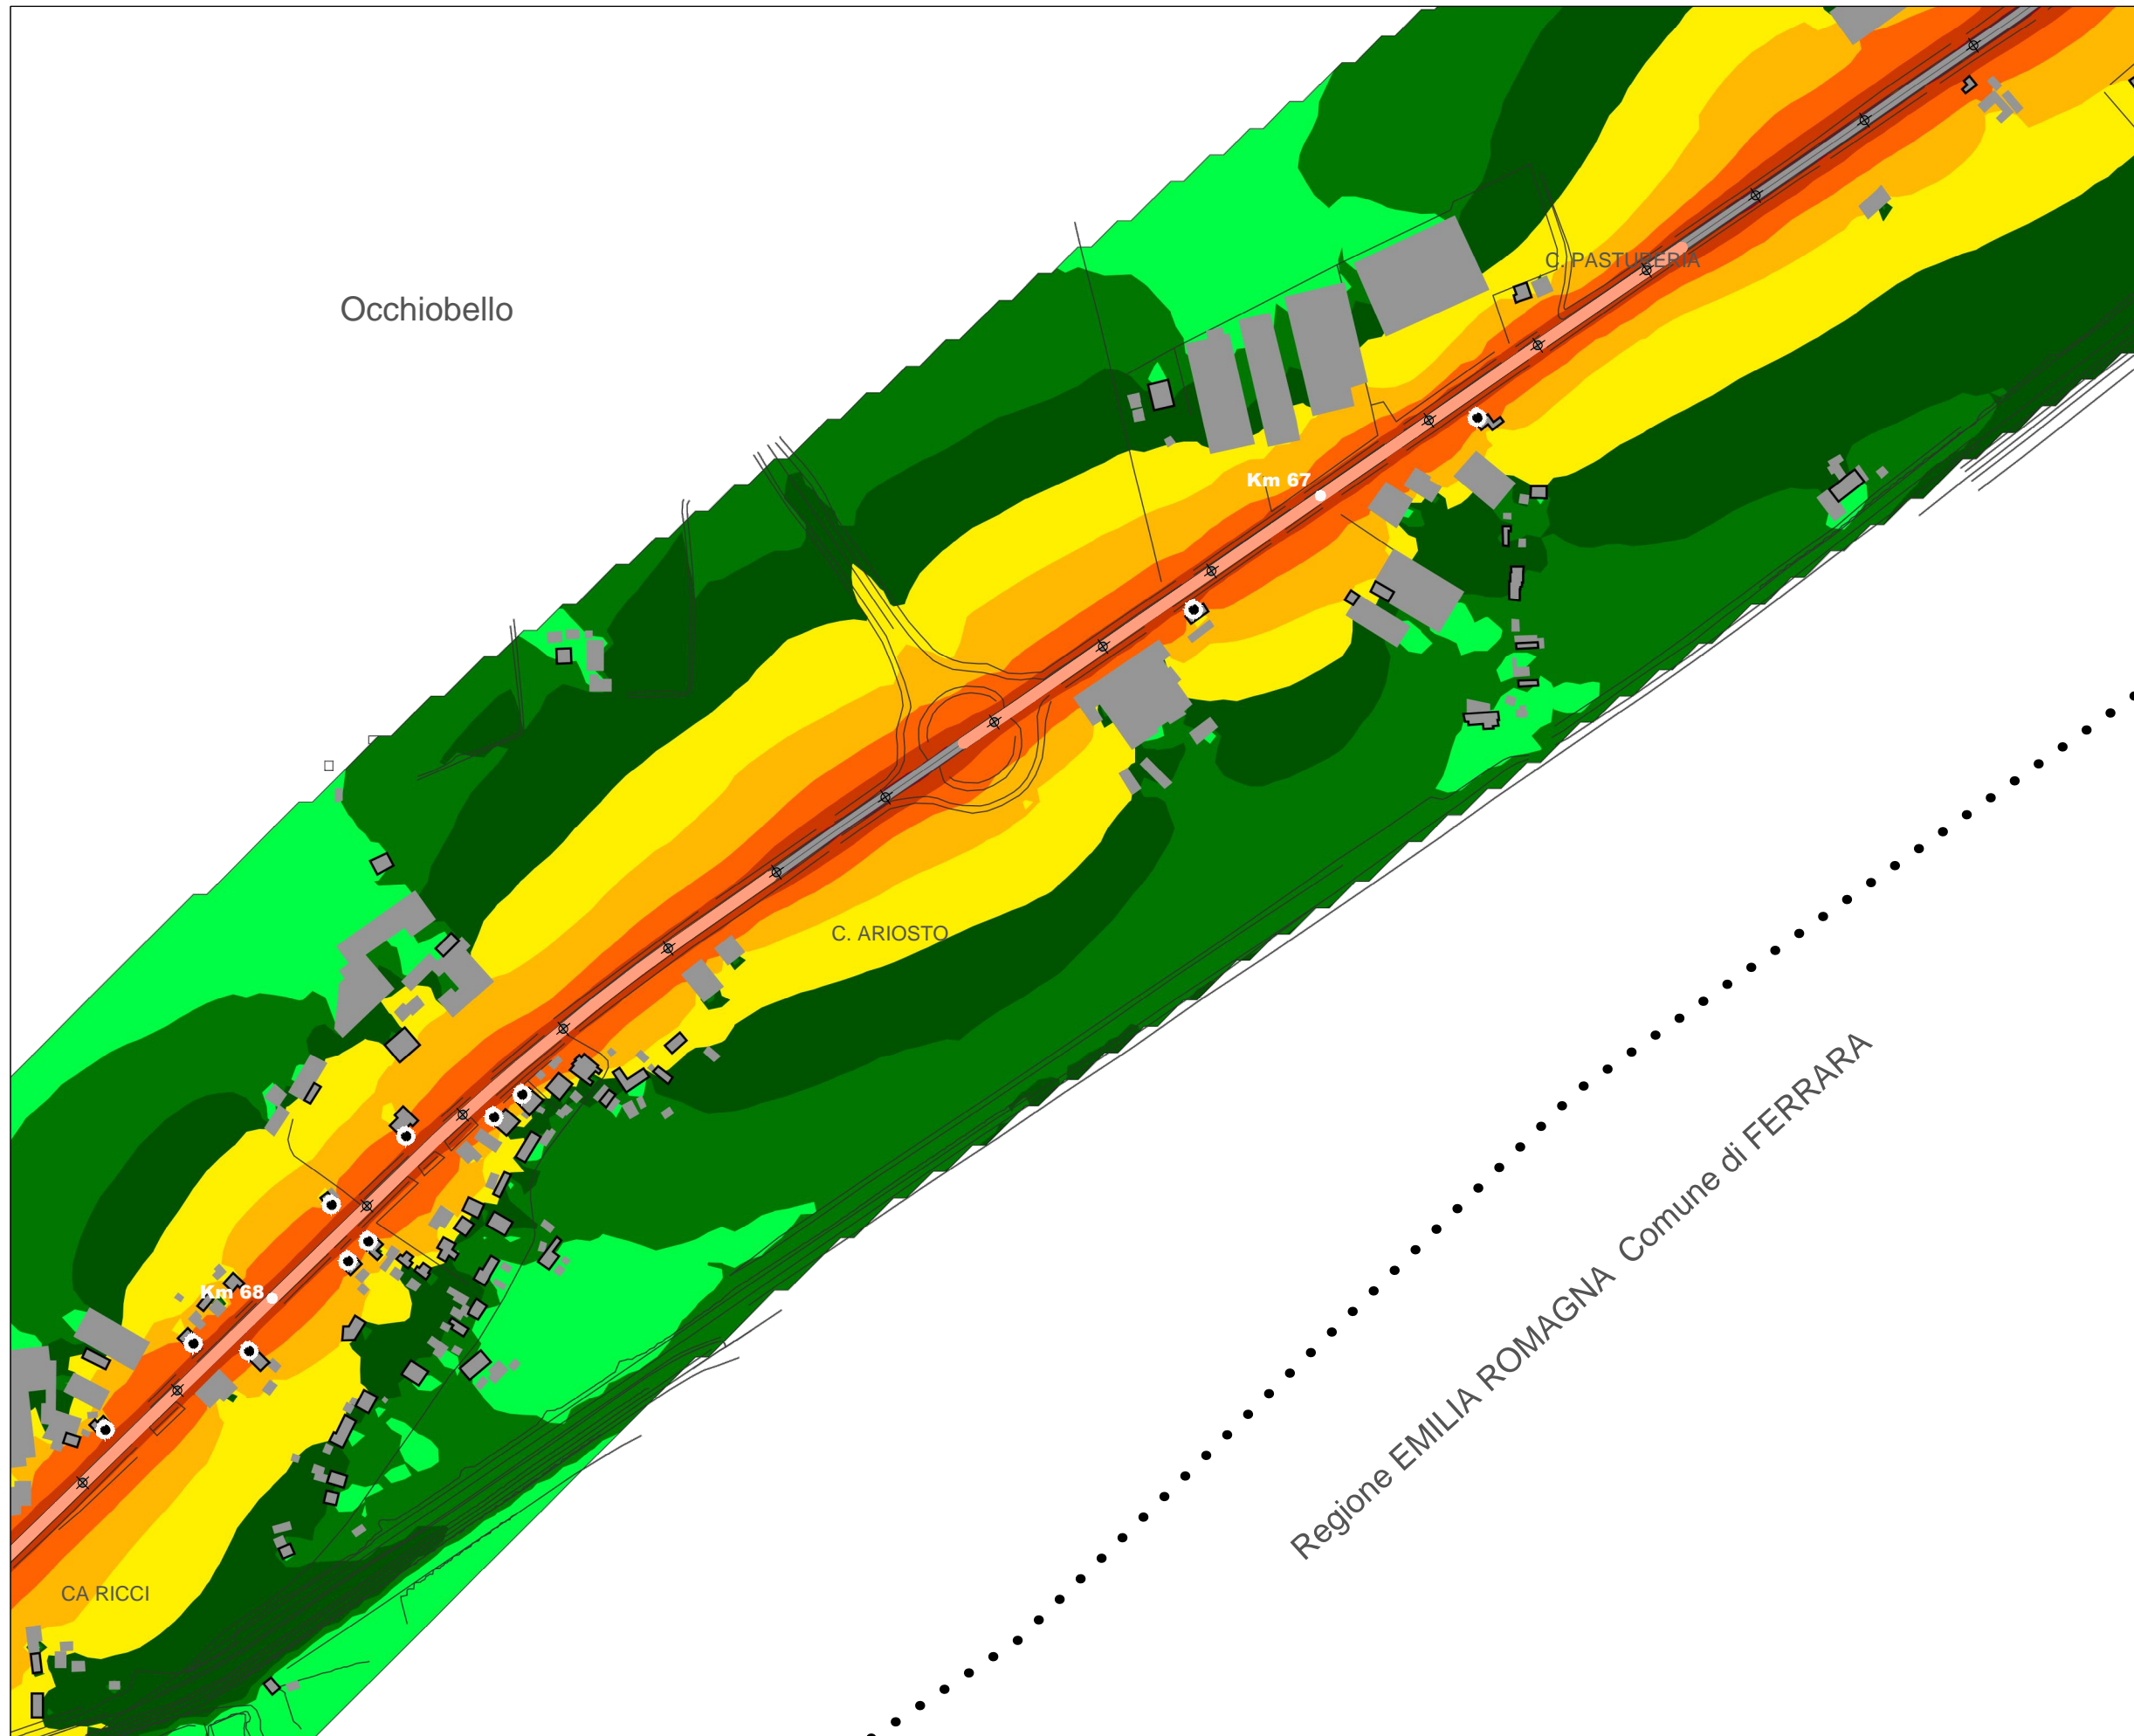 C. PASTURERIA
Occhiobello
Km 67
C. ARIOSTO
Regione EMILIA ROMAGNA Comune di FERRARA
Km 68
CA RICCI